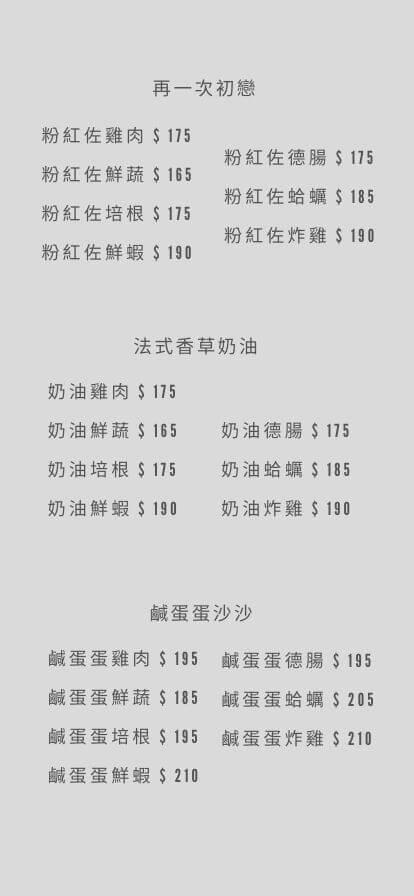 再一次初戀
粉紅佐雞肉 $ 175
粉紅佐鮮蔬 $ 165
粉紅佐培根 $ 175
粉紅佐鮮蝦 $ 190
粉紅佐德腸 $ 175
粉紅佐蛤蠣 $ 185
粉紅佐炸雞 $ 190
法式香草奶油
奶油雞肉 $ 175
奶油鮮蔬 $ 165
奶油培根 $ 175
奶油鮮蝦 $ 190
奶油德腸 $ 175
奶油蛤蠣 $ 185
奶油炸雞 $ 190
鹹蛋蛋沙沙
鹹蛋蛋雞肉 $ 195
鹹蛋蛋鮮蔬 $ 185
鹹蛋蛋培根 $ 195
鹹蛋蛋鮮蝦 $ 210
鹹蛋蛋德腸 $ 195
鹹蛋蛋蛤蠣 $ 205
鹹蛋蛋炸雞 $ 210